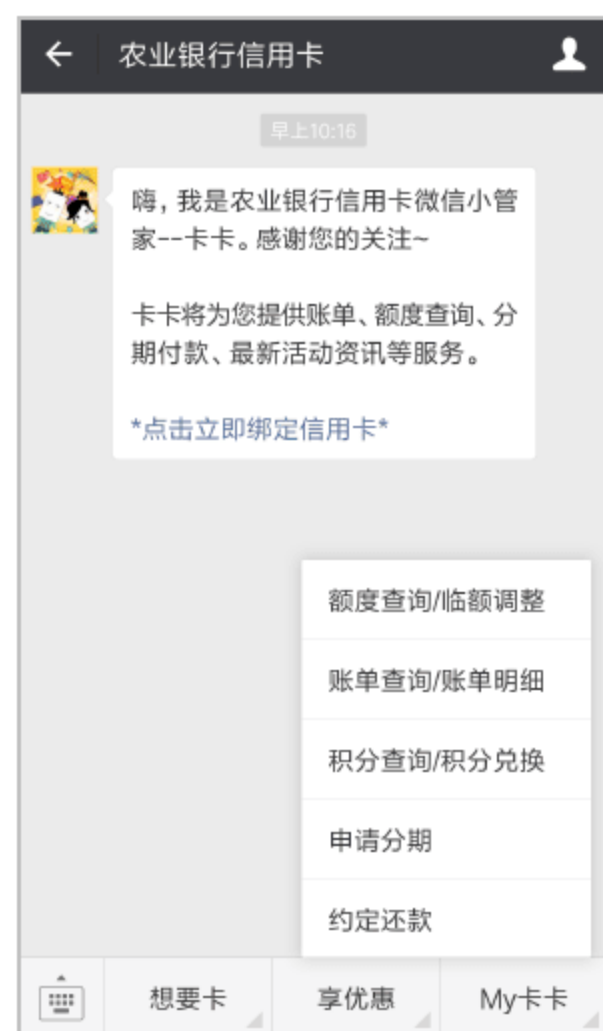 农业银行信用卡
早上10:16
嗨，我是农业银行信用卡微信小管
家--卡卡。感谢您的关注~
卡卡将为您提供账单、额度查询、分
期付款、最新活动资讯等服务。
*点击立即绑定信用卡*
额度查询/临额调整
账单查询/账单明细
积分查询/积分兑换
申请分期
约定还款
想要卡
享优惠
My卡卡